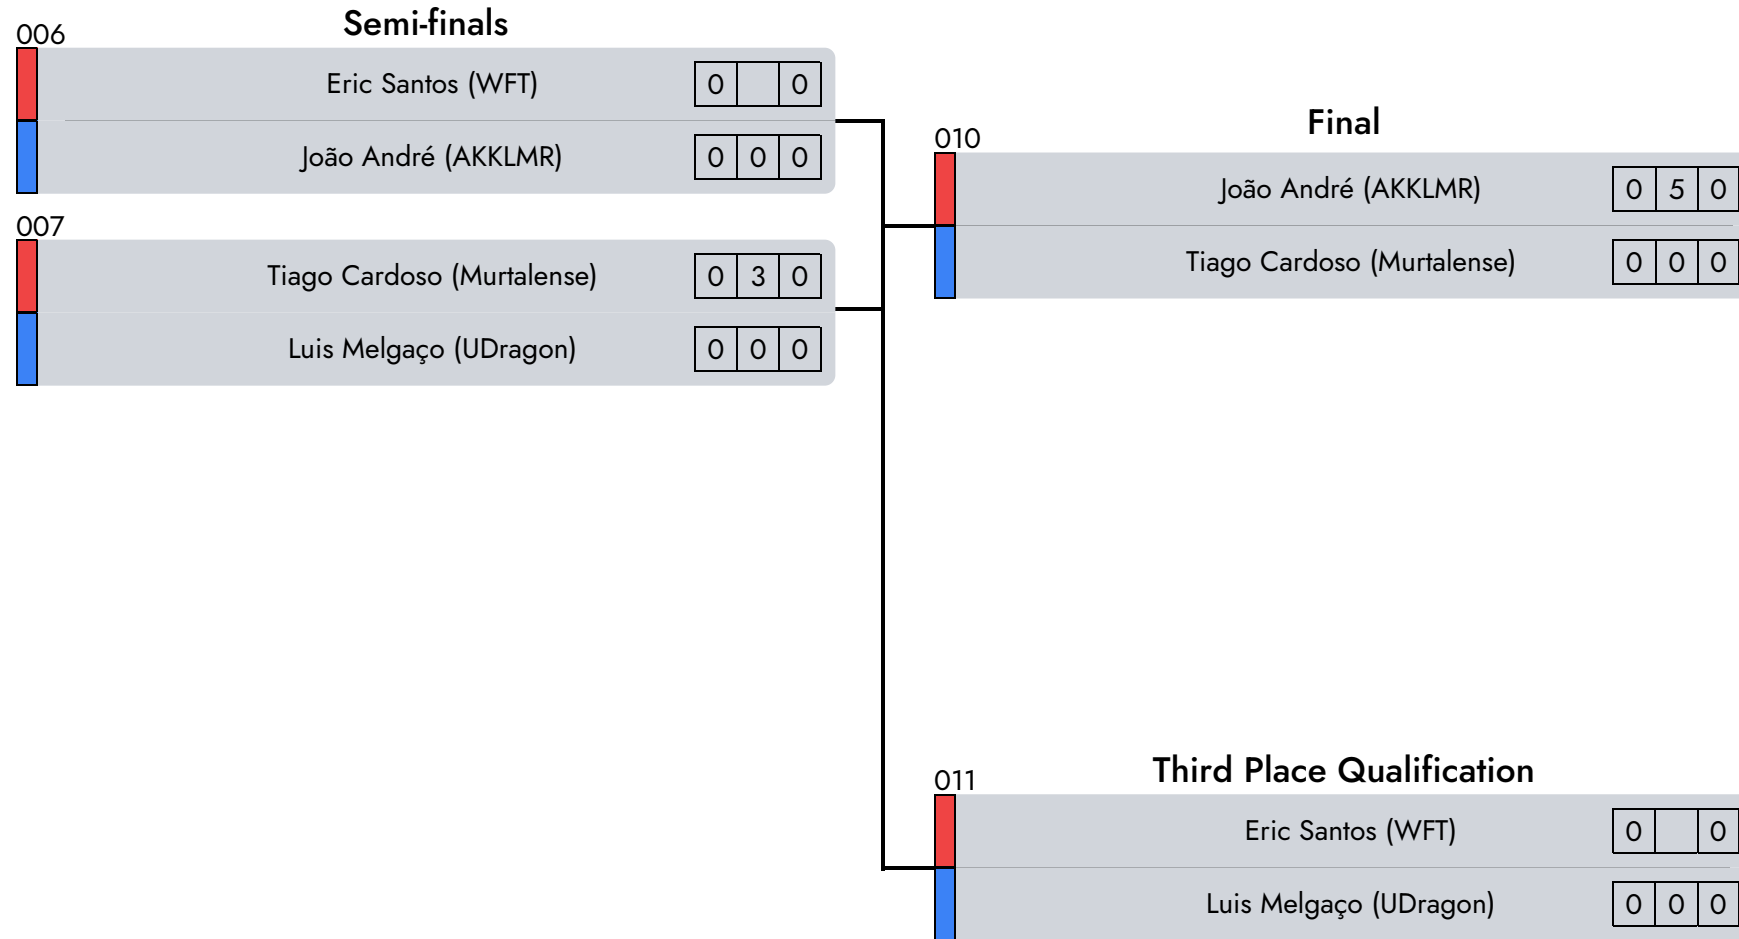 Semi-finals
006
Eric Santos (WFT) 0 0
João André (AKKLMR) 0 0 0
007
Tiago Cardoso (Murtalense) 0 3 0
Luis Melgaço (UDragon) 0 0 0
Final
010
João André (AKKLMR) 0 5 0
Tiago Cardoso (Murtalense) 0 0 0
Third Place Qualification
011
Eric Santos (WFT) 0 0
Luis Melgaço (UDragon) 0 0 0